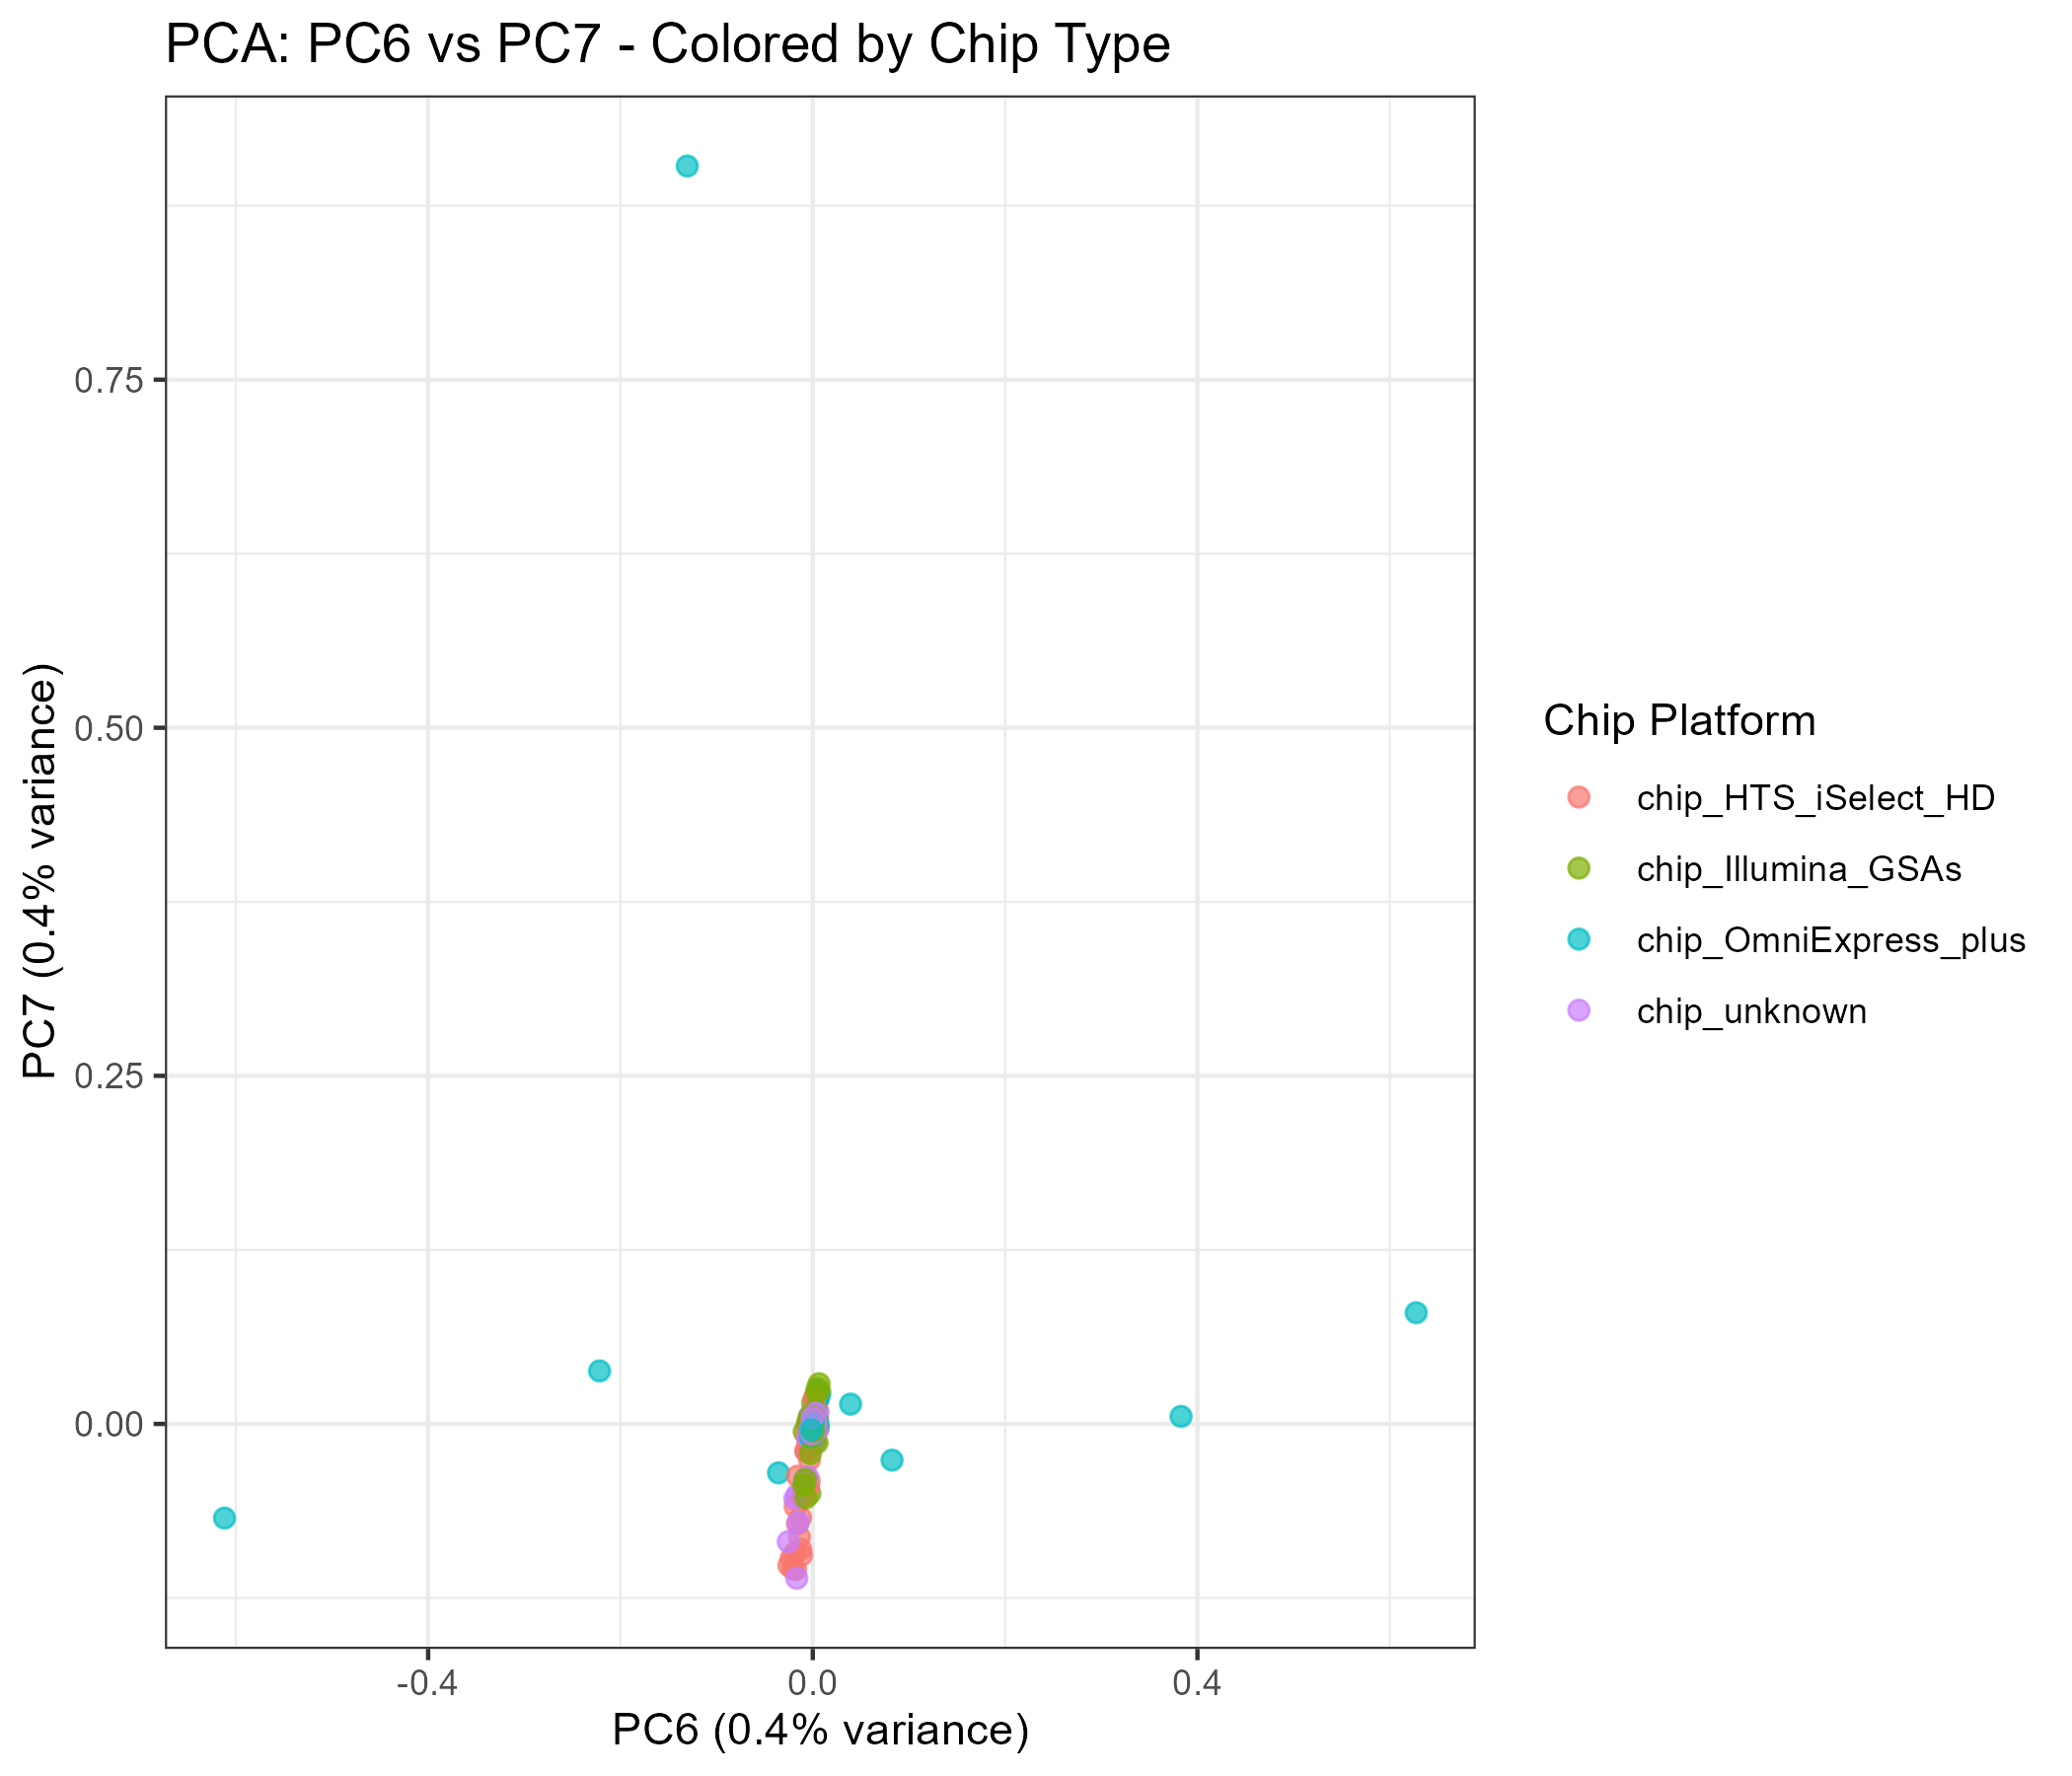 PCA: PC6 vs PC7 - Colored by Chip Type
0.75
0.50
0.25
0.00
PC7 (0.4% variance)
-0.4
0.0
0.4
PC6 (0.4% variance)
Chip Platform
chip_HTS_iSelect_HD
chip_Illumina_GSAs
chip_OmniExpress_plus
chip_unknown